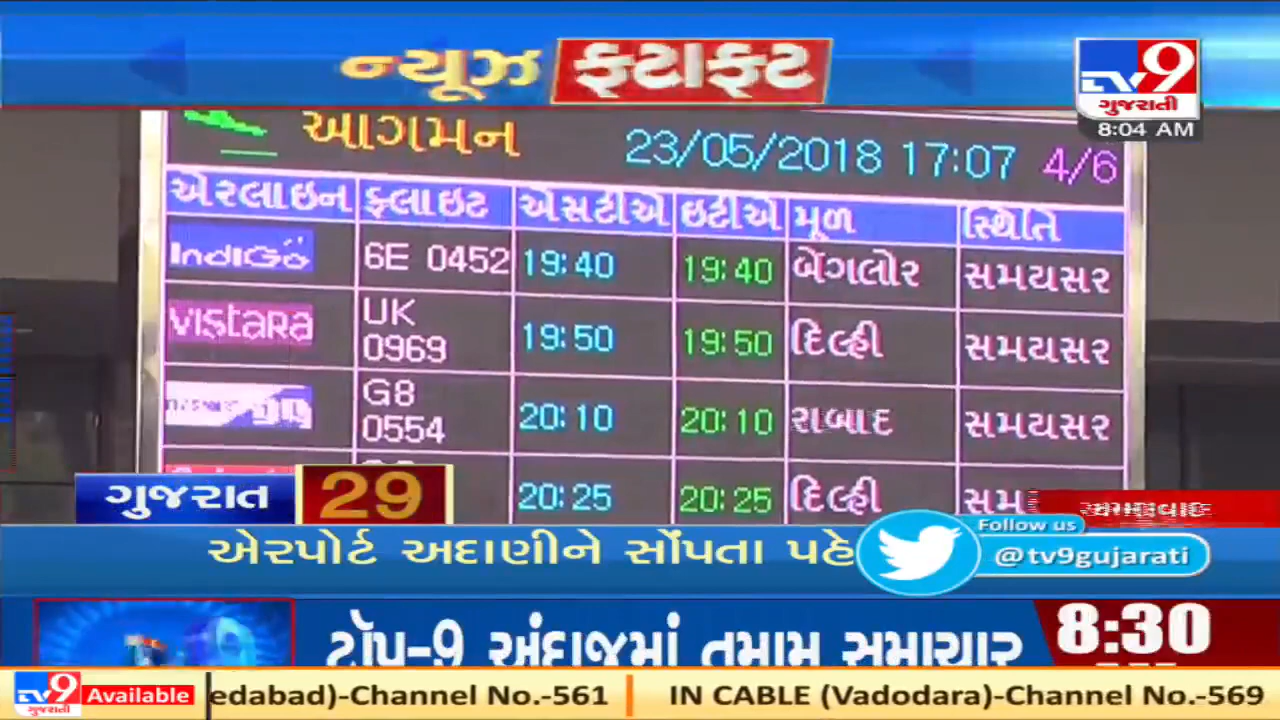 ન્યૂઝ ફટાફટ
TV9
ગુજરાતી
8:04 AM
આગમન 23/05/2018 17:07 4/6
એરલાઇન ફ્લાઇટ એસટીએ ઇટીએ મૂળ સ્થિતિ
IndiGo 6E 0452 19:40 19:40 બેંગલોર સમયસર
vistara UK 0969 19:50 19:50 દિલ્હી સમયસર
G8 0554 20:10 20:10 રાબાદ સમયસર
20:25 20:25 દિલ્હી સમ
ગુજરાત 29
એરપોર્ટ અદાણીને સોંપતા પહે
Follow us
@tv9gujarati
ટૉપ-9 અંદાજમાં તમામ સમાચાર 8:30
TV9 ગુજરાતી Available edabad)-Channel No.-561 | IN CABLE (Vadodara)-Channel No.-569